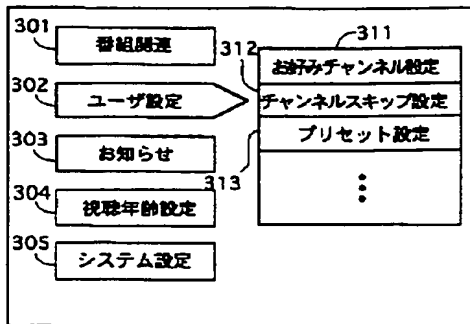 301
番組関連
302
ユーザ設定
303
お知らせ
304
視聴年齢設定
305
システム設定
311
お好みチャンネル設定
312
チャンネルスキップ設定
313
プリセット設定